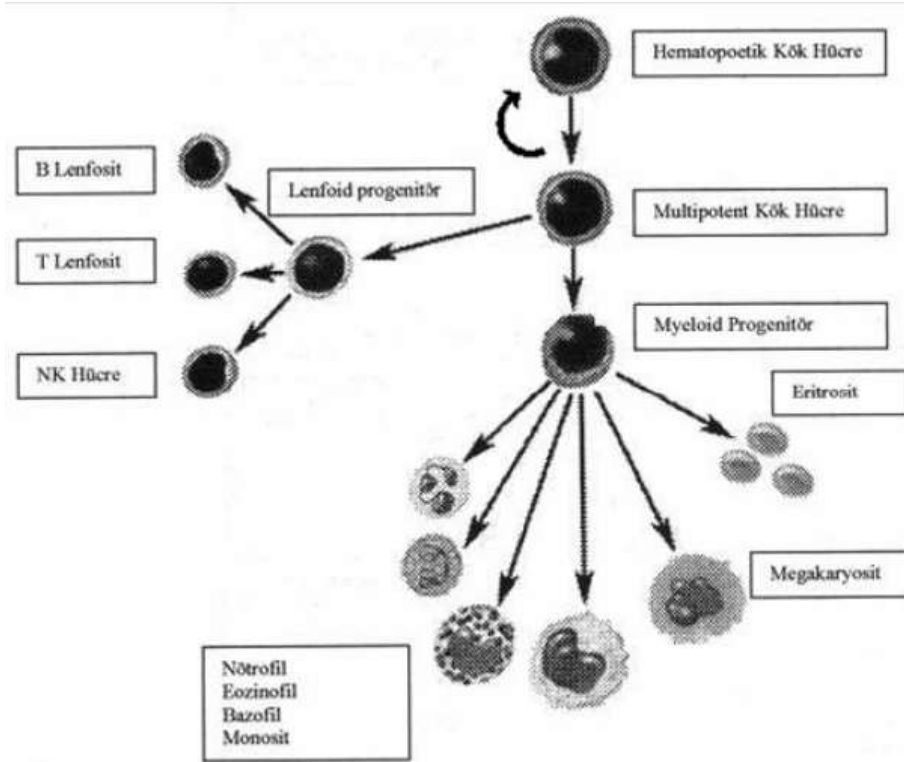 Hematopoetik Kök Hücre
B Lenfosit
Lenfoid progenitör
Multipotent Kök Hücre
T Lenfosit
Myeloid Progenitör
NK Hücre
Eritrosit
Megakaryosit
Nötrofil
Eozinofil
Bazofil
Monosit